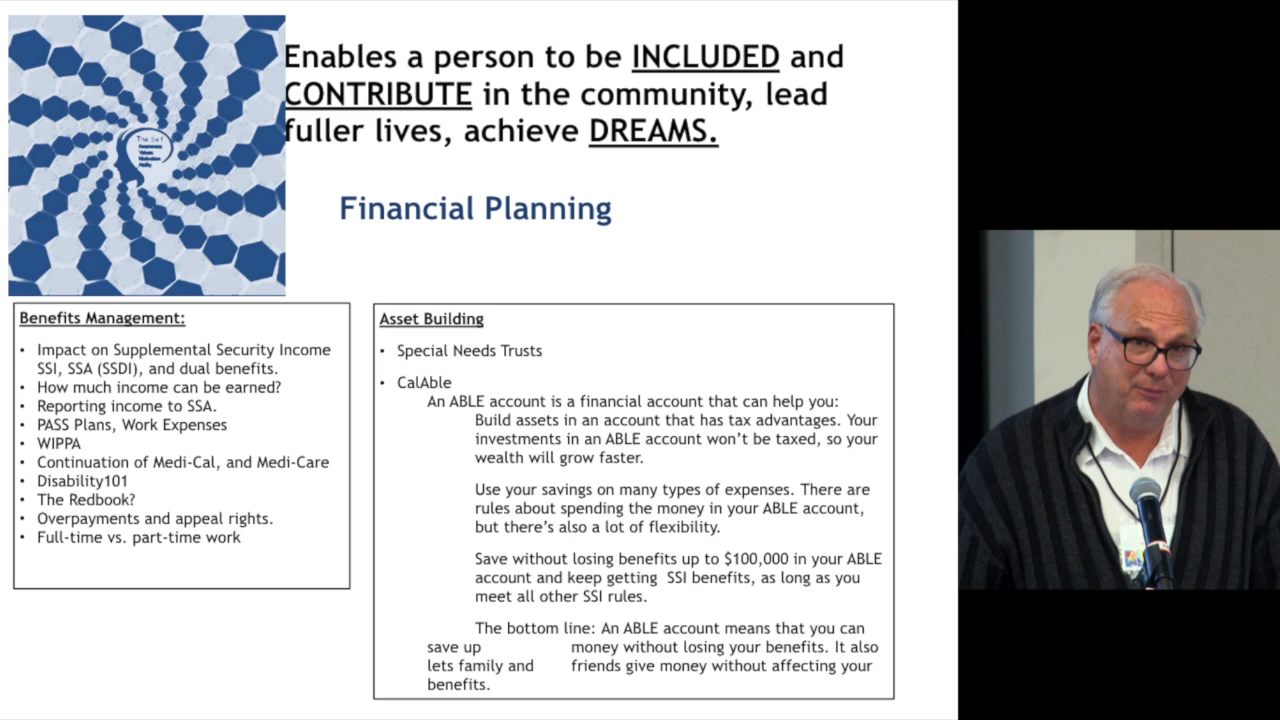 Enables a person to be INCLUDED and
CONTRIBUTE in the community, lead
fuller lives, achieve DREAMS.
The Self
Awareness
Values
Motivation
Ability
Financial Planning
Benefits Management:
• Impact on Supplemental Security Income
SSI, SSA (SSDI), and dual benefits.
• How much income can be earned?
• Reporting income to SSA.
• PASS Plans, Work Expenses
• WIPPA
• Continuation of Medi-Cal, and Medi-Care
• Disability101
• The Redbook?
• Overpayments and appeal rights.
• Full-time vs. part-time work
Asset Building
• Special Needs Trusts
• CalAble
An ABLE account is a financial account that can help you:
Build assets in an account that has tax advantages. Your
investments in an ABLE account won't be taxed, so your
wealth will grow faster.
Use your savings on many types of expenses. There are
rules about spending the money in your ABLE account,
but there's also a lot of flexibility.
Save without losing benefits up to $100,000 in your ABLE
account and keep getting SSI benefits, as long as you
meet all other SSI rules.
The bottom line: An ABLE account means that you can
save up money without losing your benefits. It also
lets family and friends give money without affecting your
benefits.